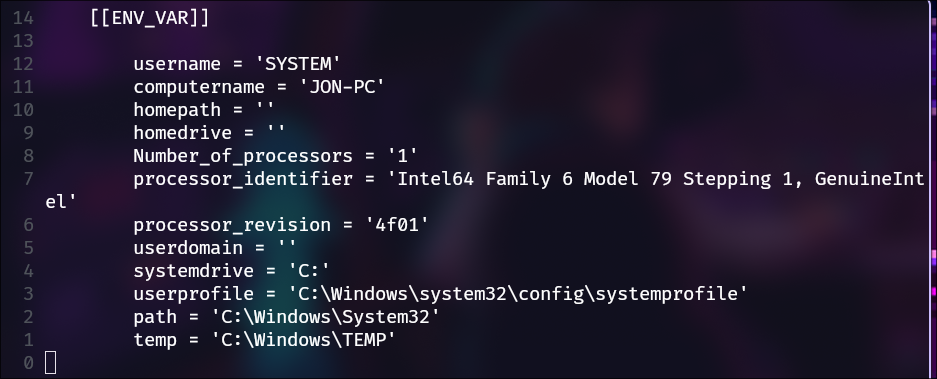 14 [[ENV_VAR]]
13
12 username = 'SYSTEM'
11 computername = 'JON-PC'
10 homepath = ''
9 homedrive = ''
8 Number_of_processors = '1'
7 processor_identifier = 'Intel64 Family 6 Model 79 Stepping 1, GenuineInt
el'
6 processor_revision = '4f01'
5 userdomain = ''
4 systemdrive = 'C:'
3 userprofile = 'C:\Windows\system32\config\systemprofile'
2 path = 'C:\Windows\System32'
1 temp = 'C:\Windows\TEMP'
0